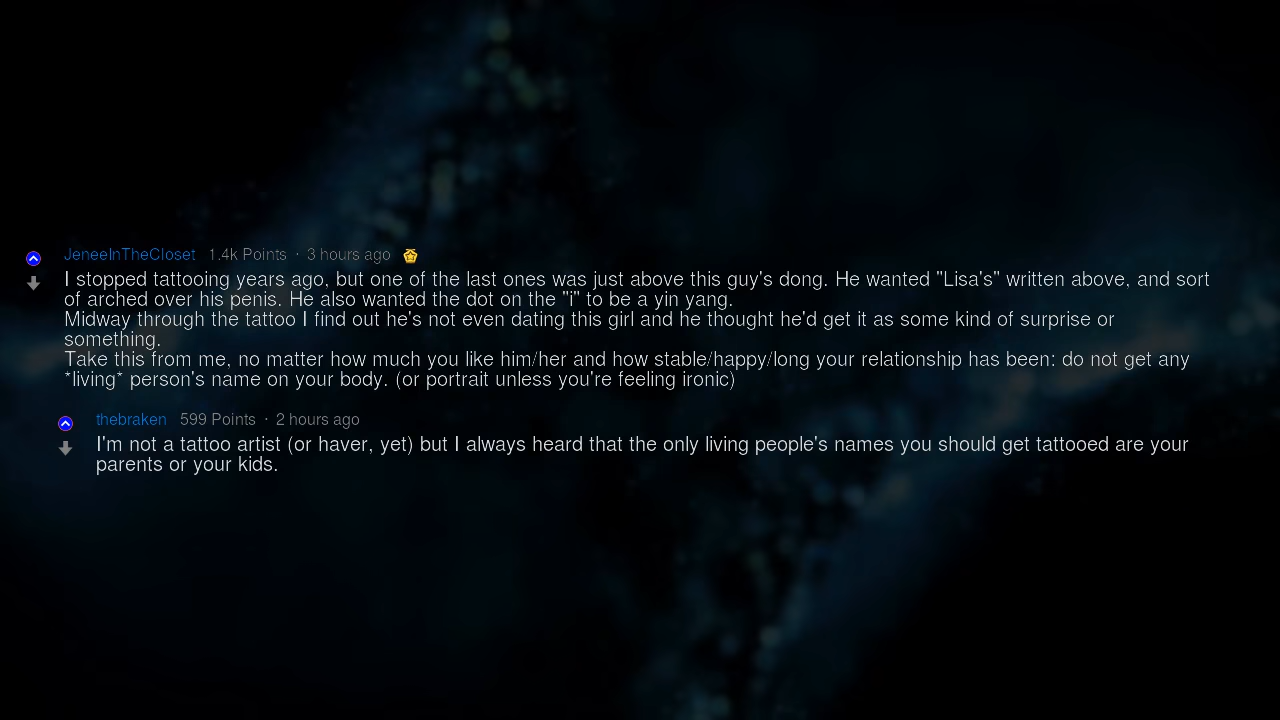 JeneeInTheCloset 1.4k Points · 3 hours ago
I stopped tattooing years ago, but one of the last ones was just above this guy's dong. He wanted "Lisa's" written above, and sort
of arched over his penis. He also wanted the dot on the "i" to be a yin yang.
Midway through the tattoo I find out he's not even dating this girl and he thought he'd get it as some kind of surprise or
something.
Take this from me, no matter how much you like him/her and how stable/happy/long your relationship has been: do not get any
*living* person's name on your body. (or portrait unless you're feeling ironic)
thebraken 599 Points · 2 hours ago
I'm not a tattoo artist (or haver, yet) but I always heard that the only living people's names you should get tattooed are your
parents or your kids.